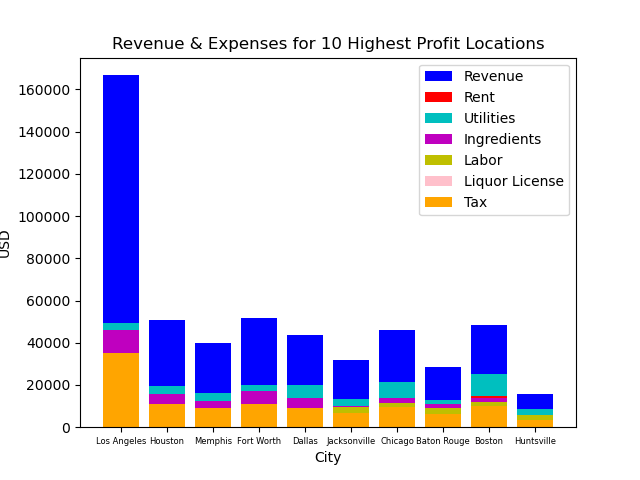 Revenue & Expenses for 10 Highest Profit Locations
Revenue
Rent
Utilities
Ingredients
Labor
Liquor License
Tax
160000
140000
120000
100000
80000
60000
40000
20000
0
USD
Los Angeles Houston Memphis Fort Worth Dallas Jacksonville Chicago Baton Rouge Boston Huntsville
City